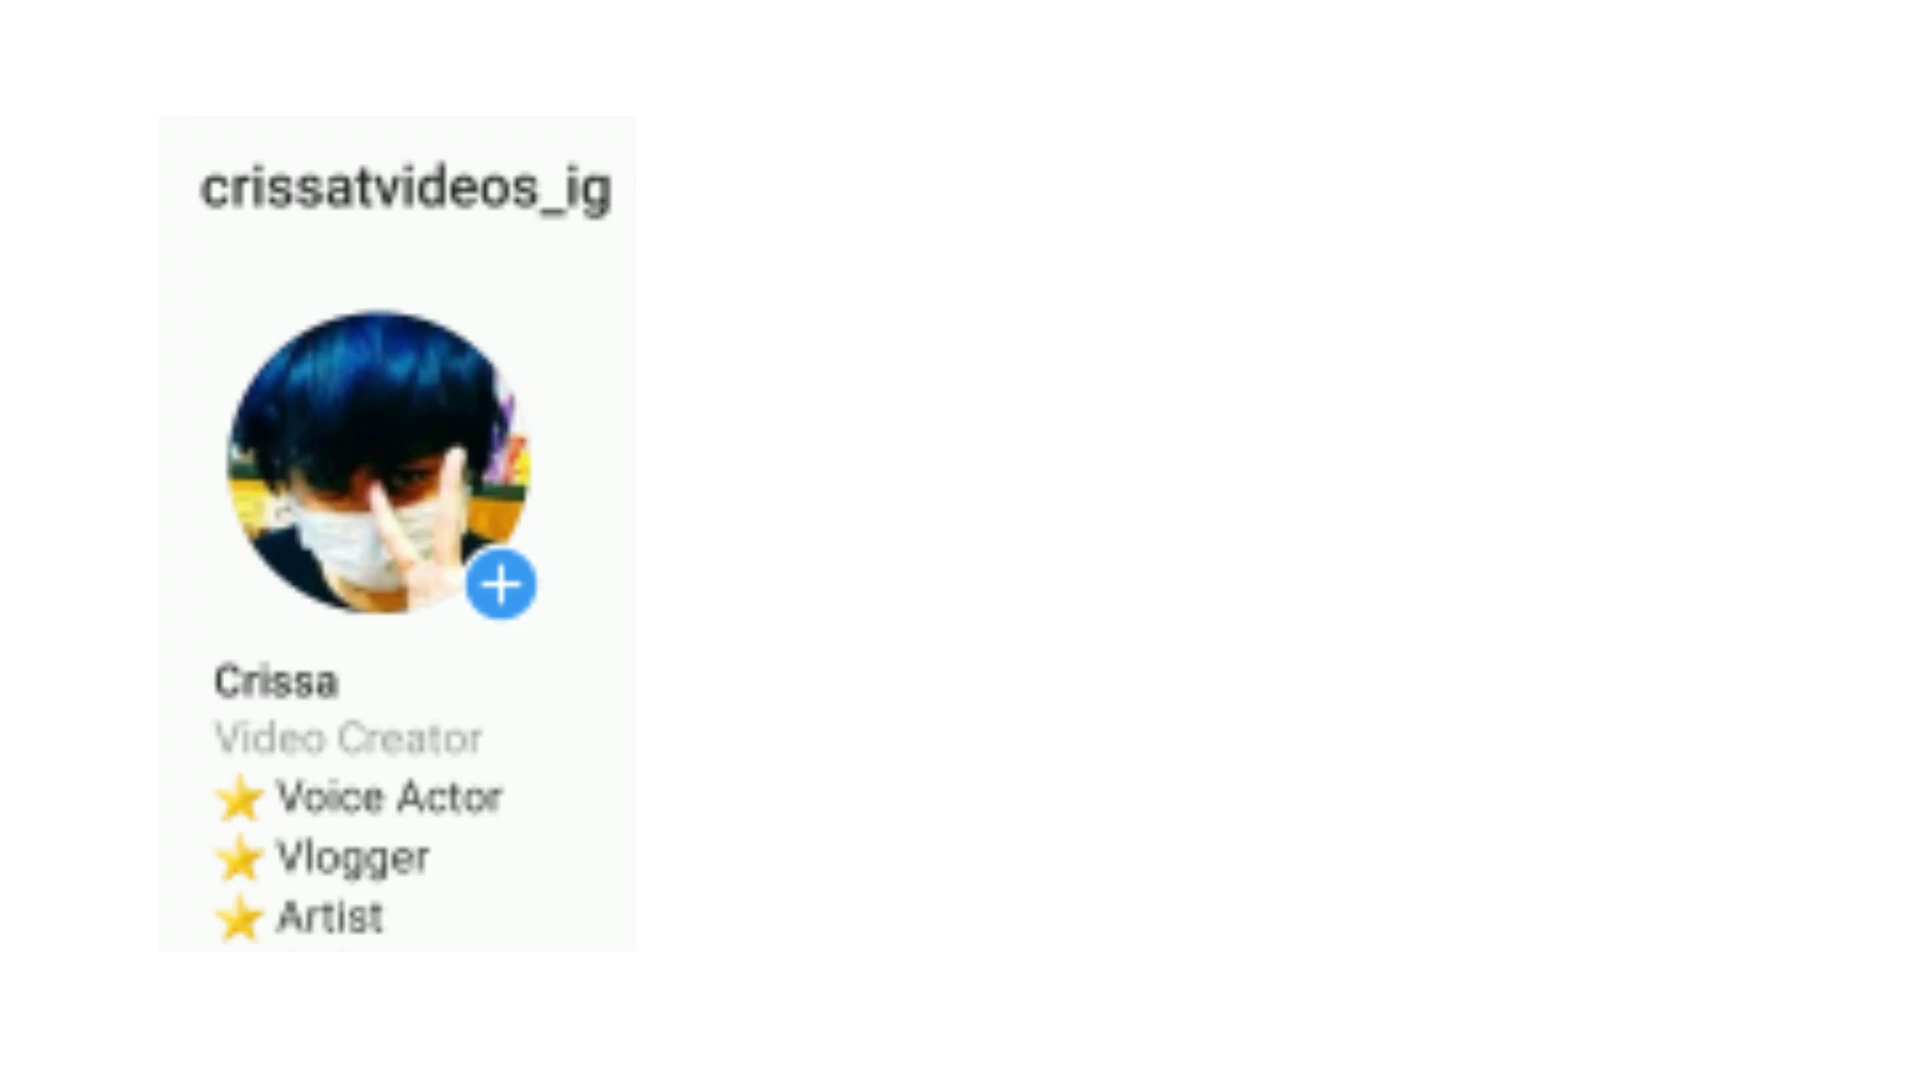 crissatvideos_ig
Crissa
Video Creator
⭐ Voice Actor
⭐ Vlogger
⭐ Artist